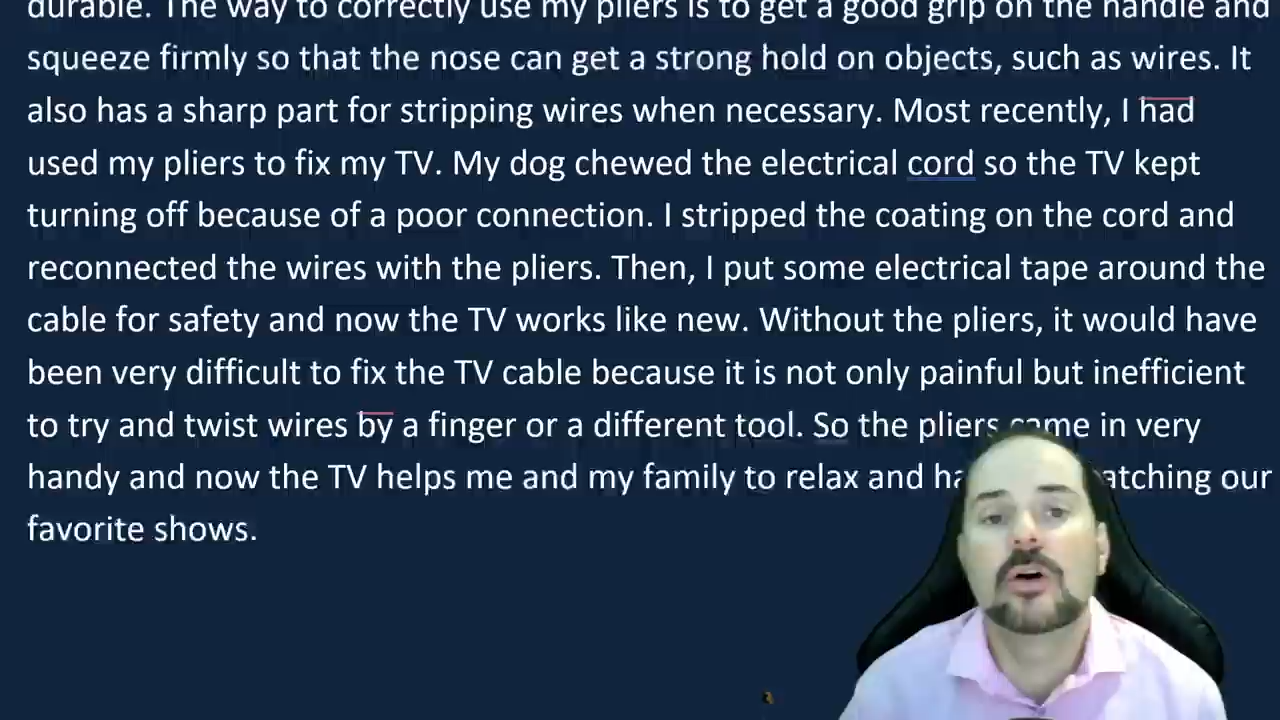 durable. The way to correctly use my pliers is to get a good grip on the handle and
squeeze firmly so that the nose can get a strong hold on objects, such as wires. It
also has a sharp part for stripping wires when necessary. Most recently, I had
used my pliers to fix my TV. My dog chewed the electrical cord so the TV kept
turning off because of a poor connection. I stripped the coating on the cord and
reconnected the wires with the pliers. Then, I put some electrical tape around the
cable for safety and now the TV works like new. Without the pliers, it would have
been very difficult to fix the TV cable because it is not only painful but inefficient
to try and twist wires by a finger or a different tool. So the pliers came in very
handy and now the TV helps me and my family to relax and our
favorite shows.